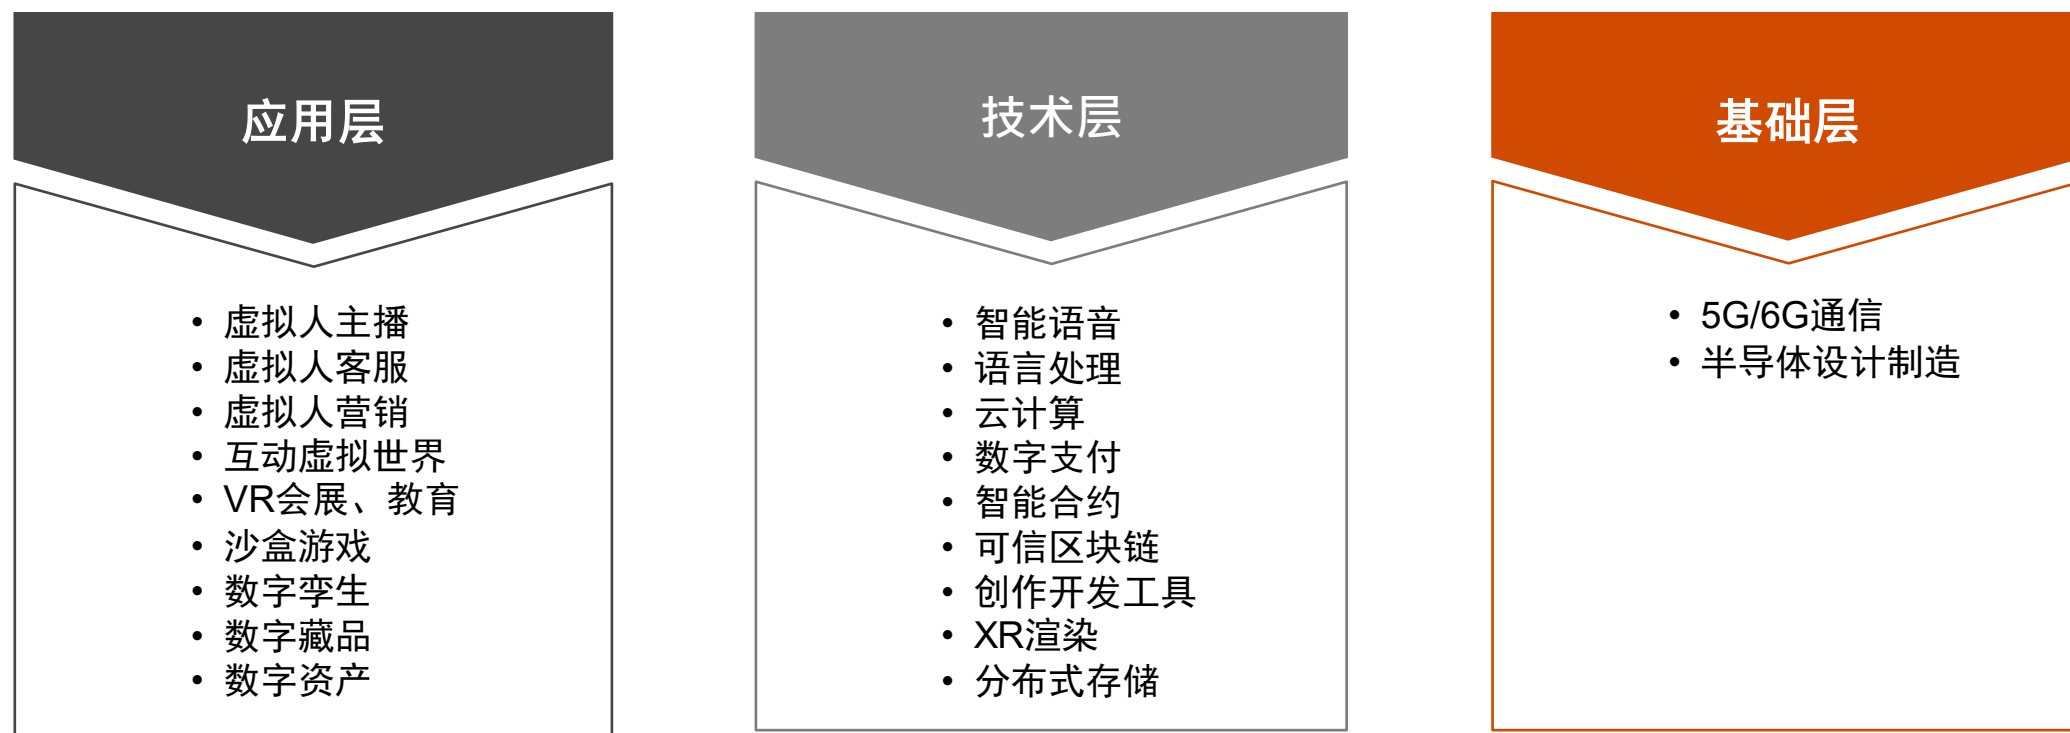 应用层
• 虚拟人主播
• 虚拟人客服
• 虚拟人营销
• 互动虚拟世界
• VR会展、教育
• 沙盒游戏
• 数字孪生
• 数字藏品
• 数字资产
技术层
• 智能语音
• 语言处理
• 云计算
• 数字支付
• 智能合约
• 可信区块链
• 创作开发工具
• XR渲染
• 分布式存储
基础层
• 5G/6G通信
• 半导体设计制造